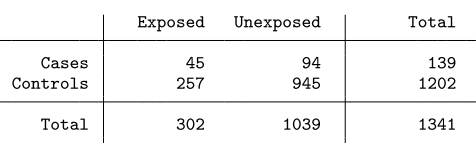 Exposed Unexposed Total
Cases 45 94 139
Controls 257 945 1202
Total 302 1039 1341